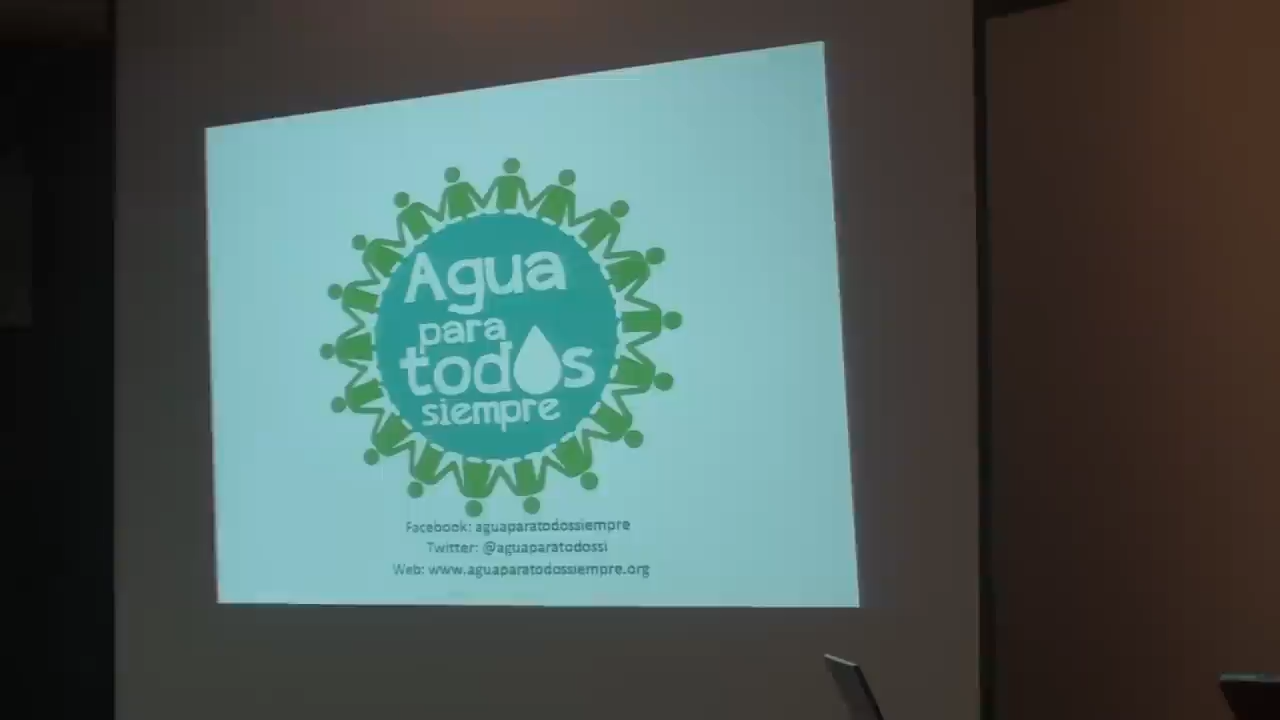 Agua
para
todos
siempre
Facebook: aguaparatodossiempre
Twitter: @aguaparatodossi
Web: www.aguaparatodossiempre.org